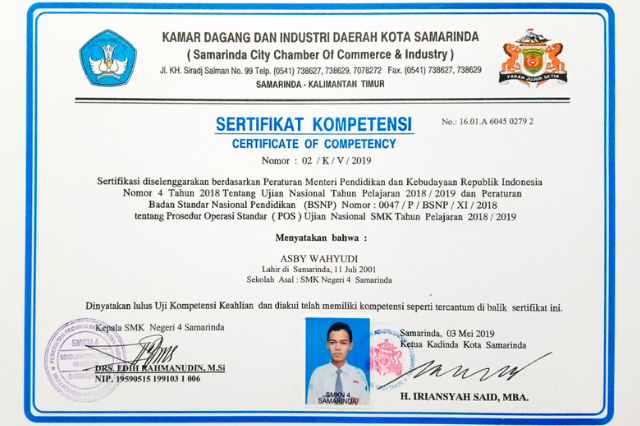 KAMAR DAGANG DAN INDUSTRI DAERAH KOTA SAMARINDA
( Samarinda City Chamber Of Commerce & Industry )
Jl. KH. Siradj Salman No. 99 Telp. (0541) 738627, 738629, 7078272 Fax. (0541) 738627, 738629
SAMARINDA - KALIMANTAN TIMUR
TEPIAN
SERTIFIKAT KOMPETENSI
No.: 16.01.A 6045 0279 2
CERTIFICATE OF COMPETENCY
Nomor : 02 / K / V / 2019
Sertifikasi diselenggarakan berdasarkan Peraturan Menteri Pendidikan dan Kebudayaan Republik Indonesia
Nomor 4 Tahun 2018 Tentang Ujian Nasional Tahun Pelajaran 2018 / 2019 dan Peraturan
Badan Standar Nasional Pendidikan (BSNP) Nomor : 0047 / P / BSNP / XI / 2018
tentang Prosedur Operasi Standar ( POS ) Ujian Nasional SMK Tahun Pelajaran 2018 / 2019
Menyatakan bahwa :
ASBY WAHYUDI
Lahir di Samarinda, 11 Juli 2001
Sekolah Asal : SMK Negeri 4 Samarinda
Dinyatakan lulus Uji Kompetensi Keahlian dan diakui telah memiliki kompetensi seperti tercantum di balik sertifikat ini.
Kepala SMK Negeri 4 Samarinda
DRS. EDIH RAHMANUDIN, M.Si
NIP. 19590515 199103 1 006
SMKN 4
SAMARINDA
Samarinda, 03 Mei 2019
Ketua Kadinda Kota Samarinda
H. IRIANSYAH SAID, MBA.